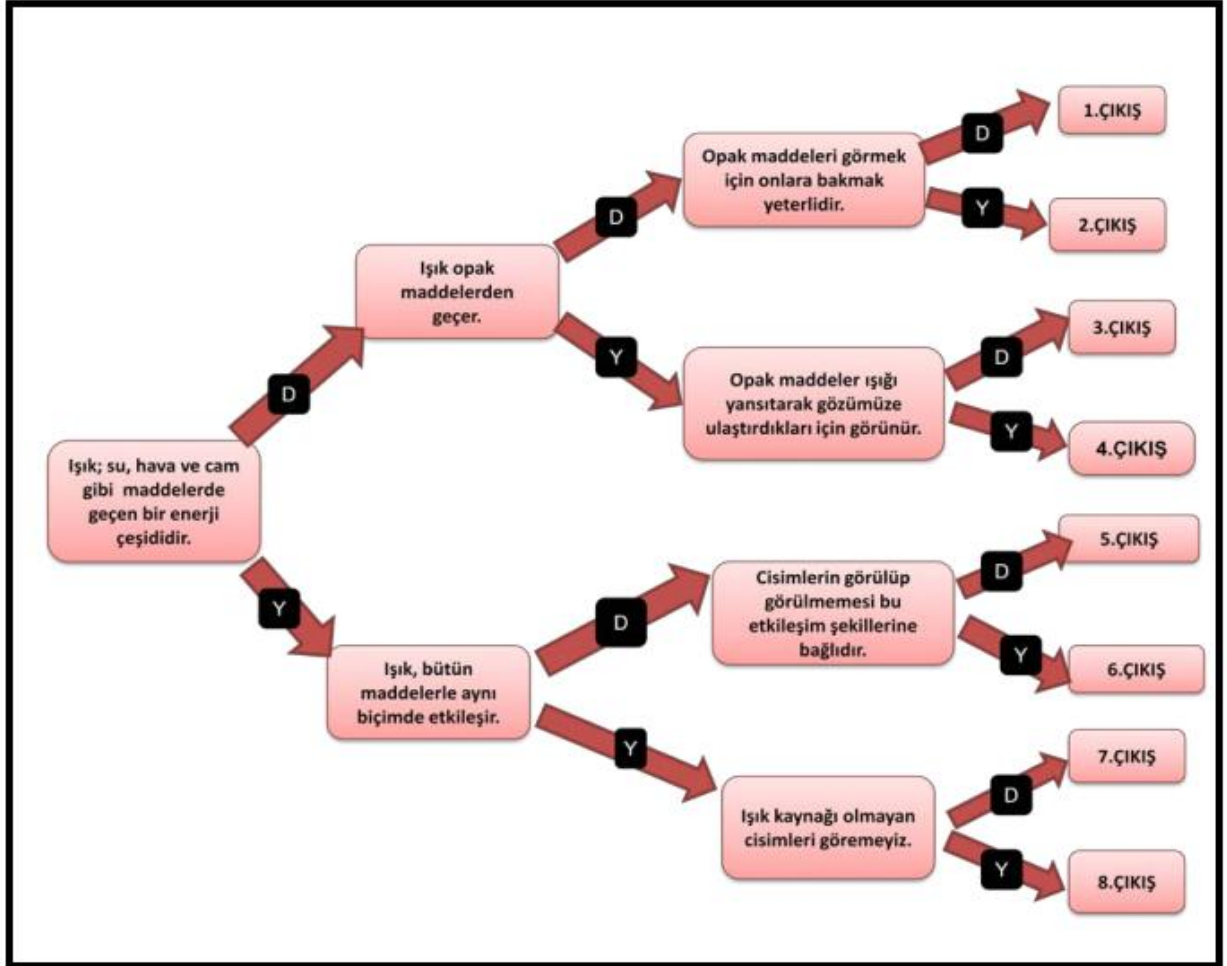 Işık; su, hava ve cam
gibi maddelerde
geçen bir enerji
çeşididir.
D
Y
Işık opak
maddelerden
geçer.
D
Y
Işık, bütün
maddelerle aynı
biçimde etkileşir.
D
Y
Opak maddeleri görmek
için onlara bakmak
yeterlidir.
D
Y
Opak maddeler ışığı
yansıtarak gözümüze
ulaştırdıkları için görünür.
D
Y
Cisimlerin görülüp
görülmemesi bu
etkileşim şekillerine
bağlıdır.
D
Y
Işık kaynağı olmayan
cisimleri göremeyiz.
D
Y
1.ÇIKIŞ
2.ÇIKIŞ
3.ÇIKIŞ
4.ÇIKIŞ
5.ÇIKIŞ
6.ÇIKIŞ
7.ÇIKIŞ
8.ÇIKIŞ